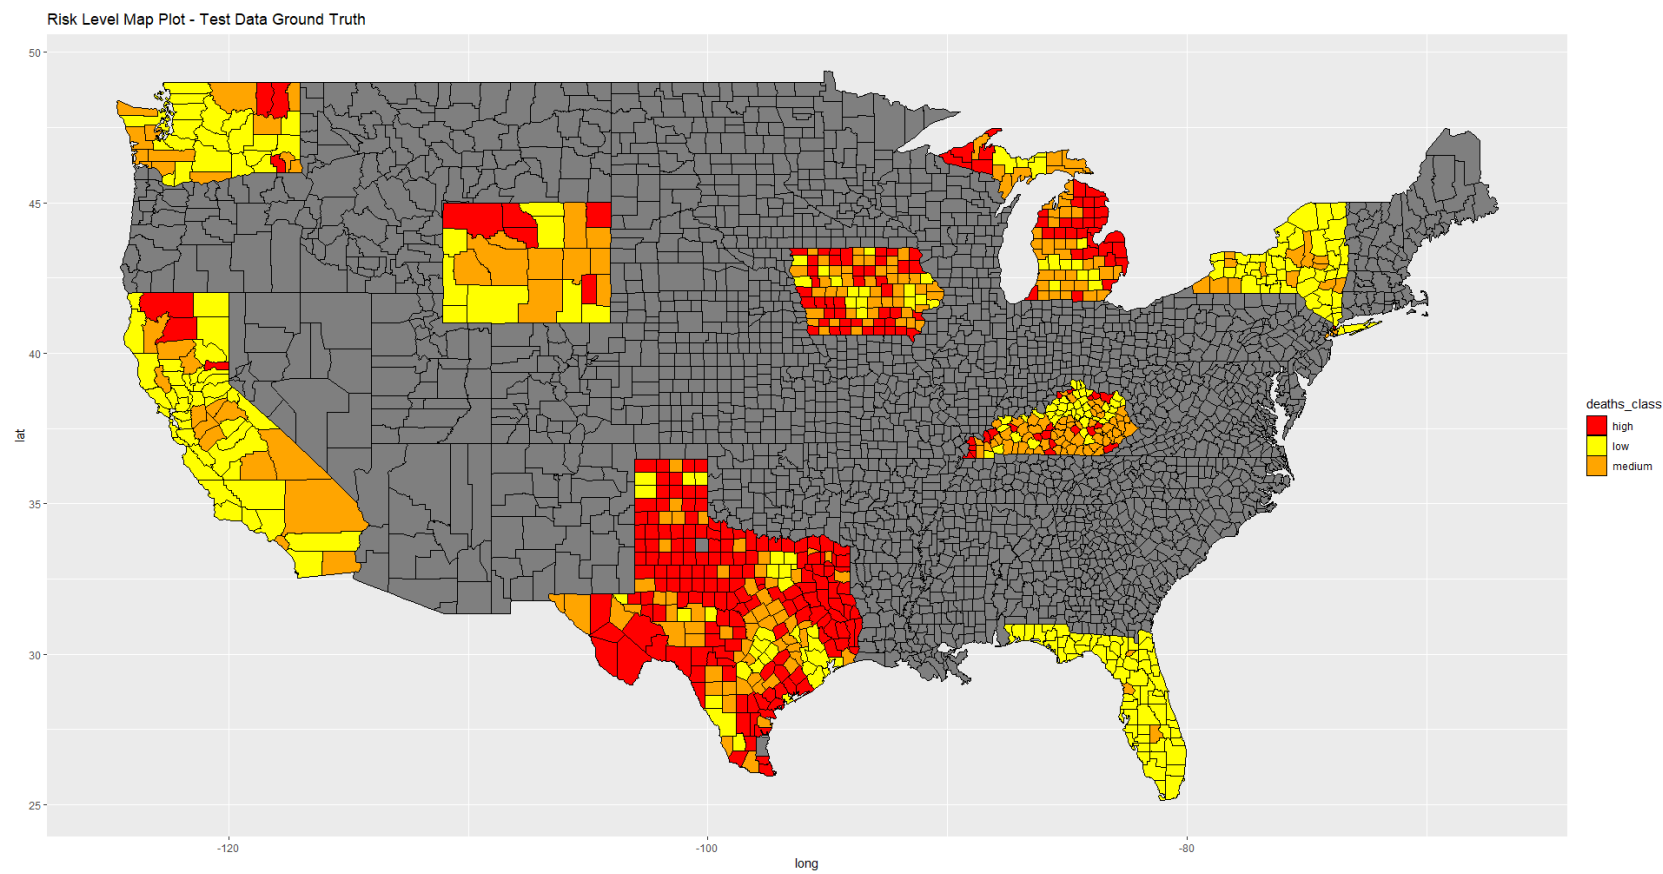 Risk Level Map Plot - Test Data Ground Truth
50
45
40
35
30
25
lat
-120
-100
-80
long
deaths_class
high
low
medium